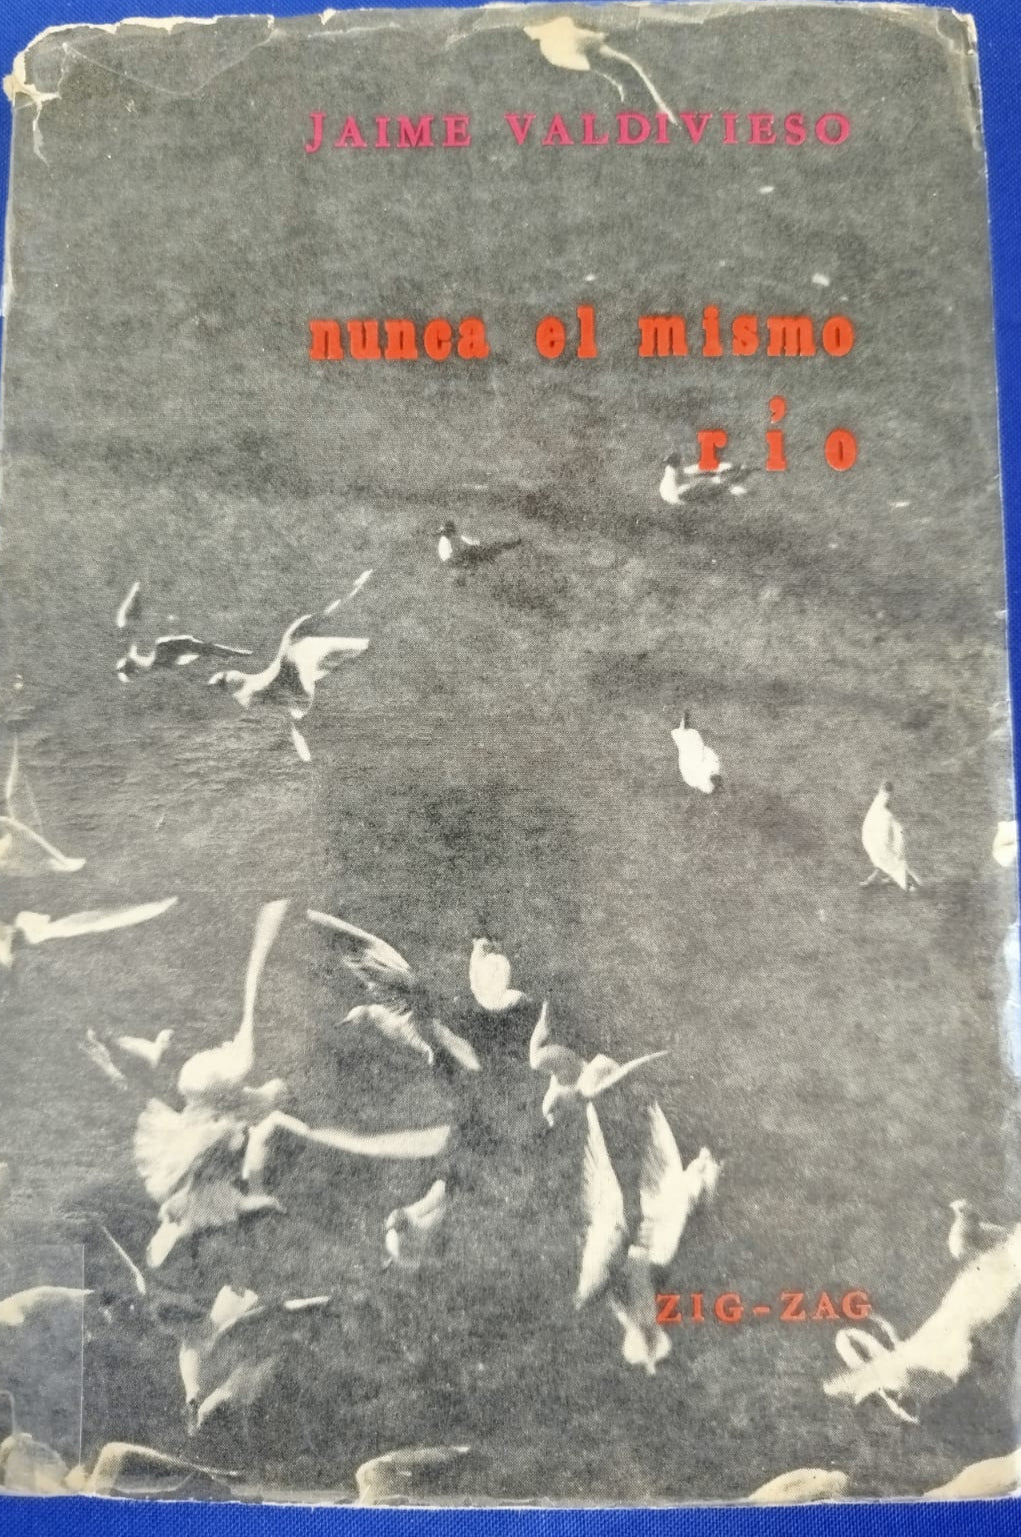 JAIME VALDIVIESO
nunca el mismo
río
ZIG-ZAG